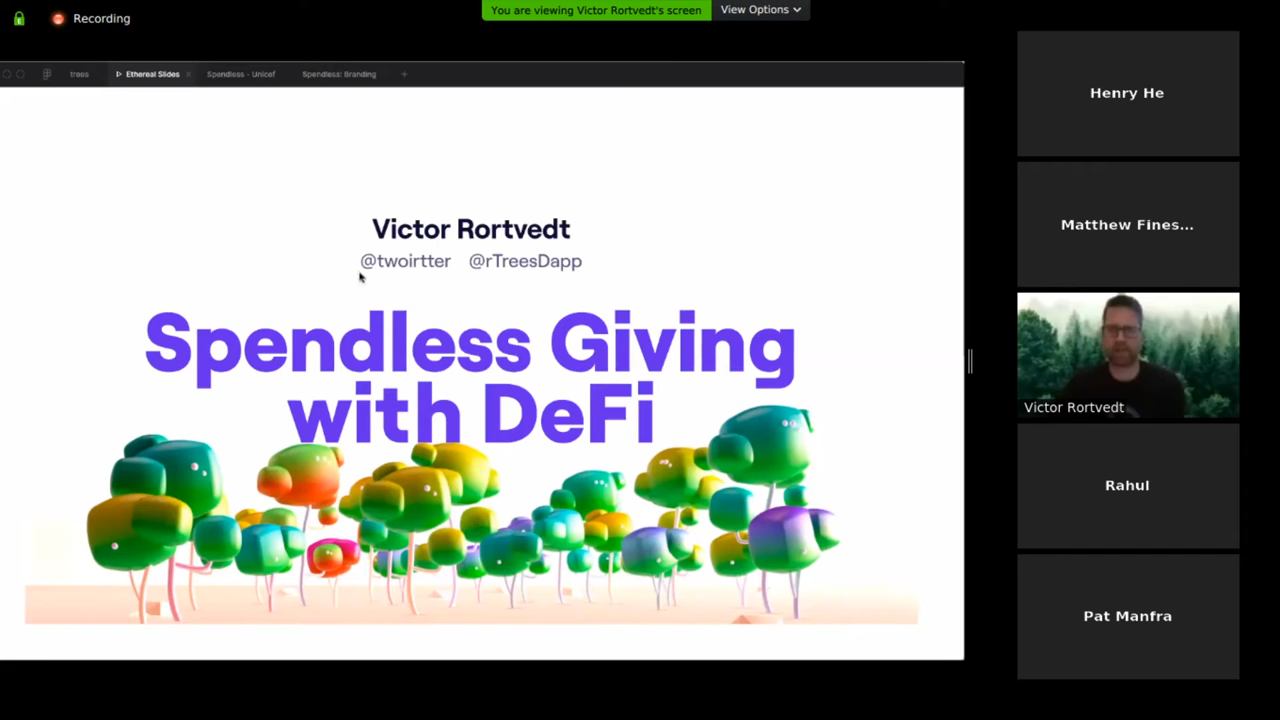 Recording
You are viewing Victor Rortvedt's screen View Options
trees Ethereal Slides Spendless - Unicef Spendless: Branding
Victor Rortvedt
@twoirtter @rTreesDapp
Spendless Giving
with DeFi
Henry He
Matthew Fines...
Victor Rortvedt
Rahul
Pat Manfra